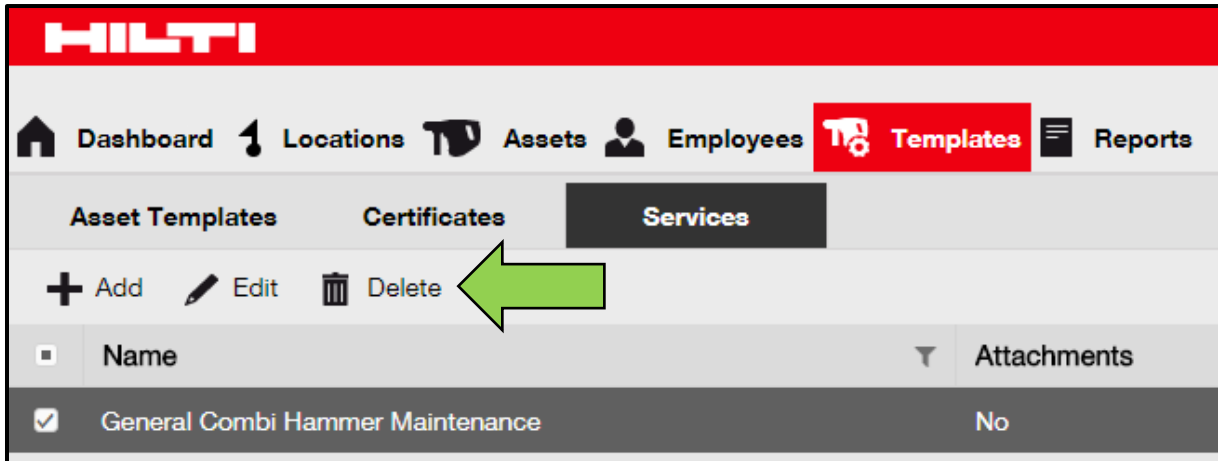 HILTI
Dashboard Locations Assets Employees Templates Reports
Asset Templates Certificates Services
Add Edit Delete
Name Attachments
General Combi Hammer Maintenance No